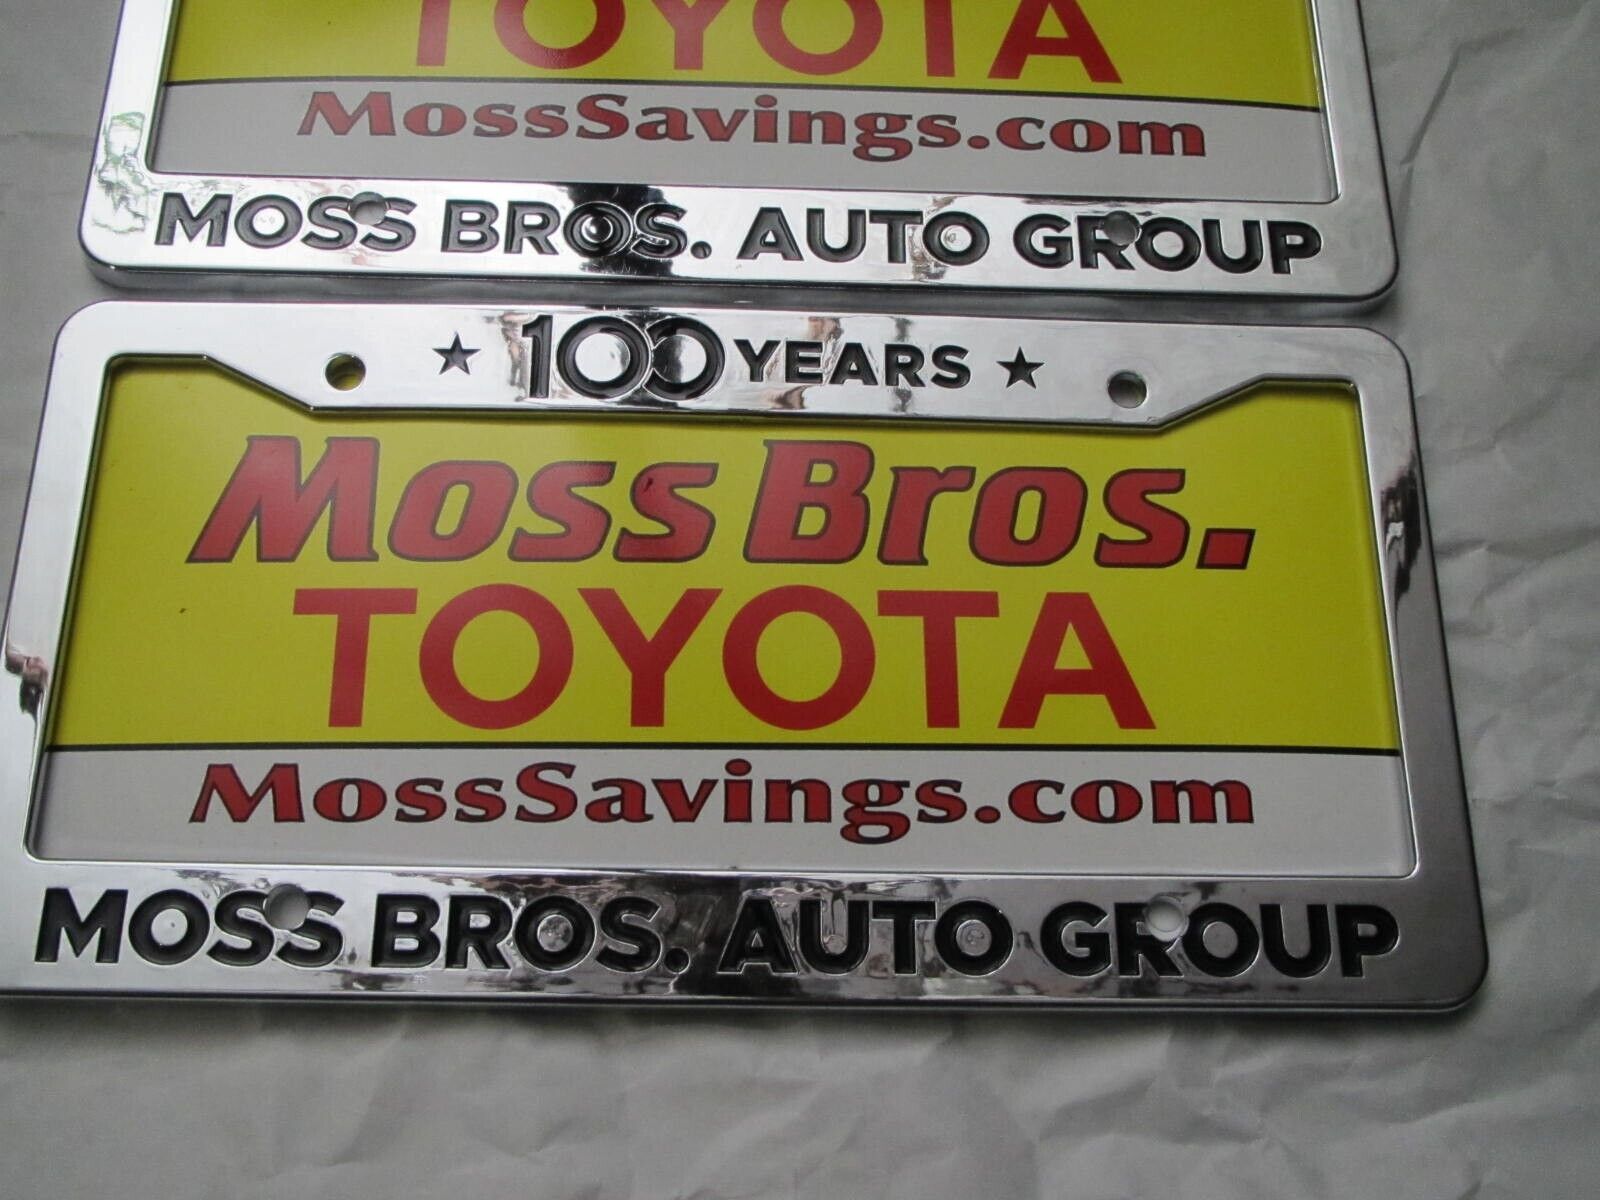 TOYOTA
MossSavings.com
MOSS BROS. AUTO GROUP
★ 100 YEARS ★
Moss Bros.
TOYOTA
MossSavings.com
MOSS BROS. AUTO GROUP